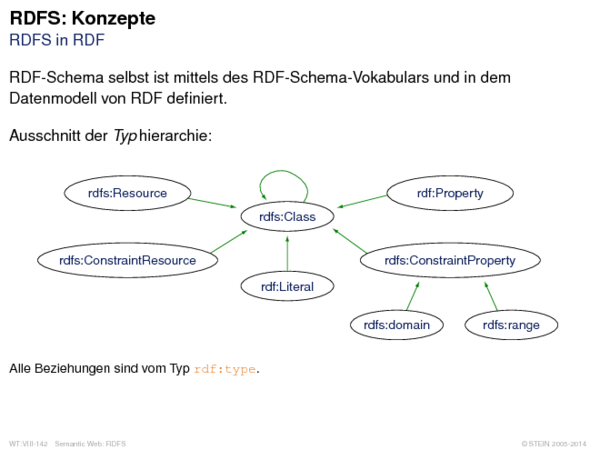 RDFS: Konzepte
RDFS in RDF
RDF-Schema selbst ist mittels des RDF-Schema-Vokabulars und in dem
Datenmodell von RDF definiert.
Ausschnitt der Typhierarchie:
rdfs:Resource
rdf:Property
rdfs:Class
rdfs:ConstraintResource
rdfs:ConstraintProperty
rdf:Literal
rdfs:domain
rdfs:range
Alle Beziehungen sind vom Typ rdf:type.
WT:VIII-142 Semantic Web: RDFS
© STEIN 2005-2014